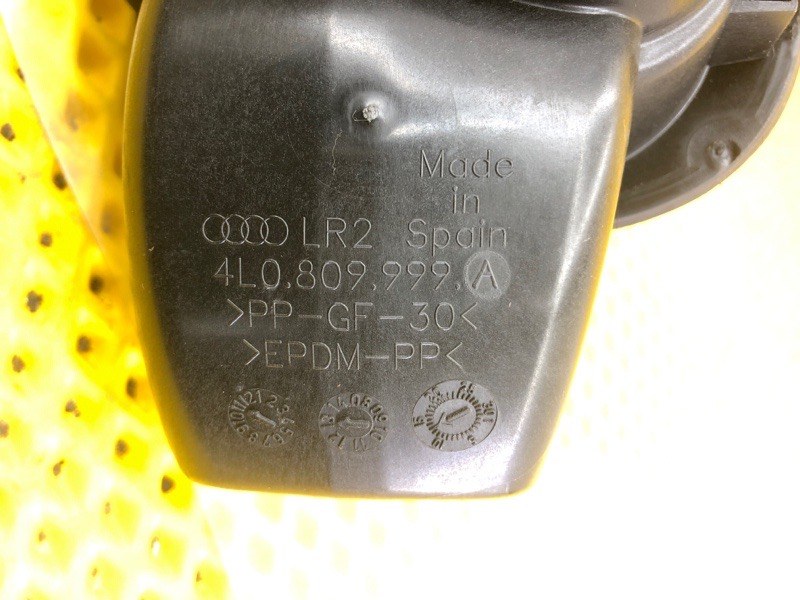 Made
in
LR2 Spain
4L0.809.999.A
>PP-GF-30<
>EPDM-PP<